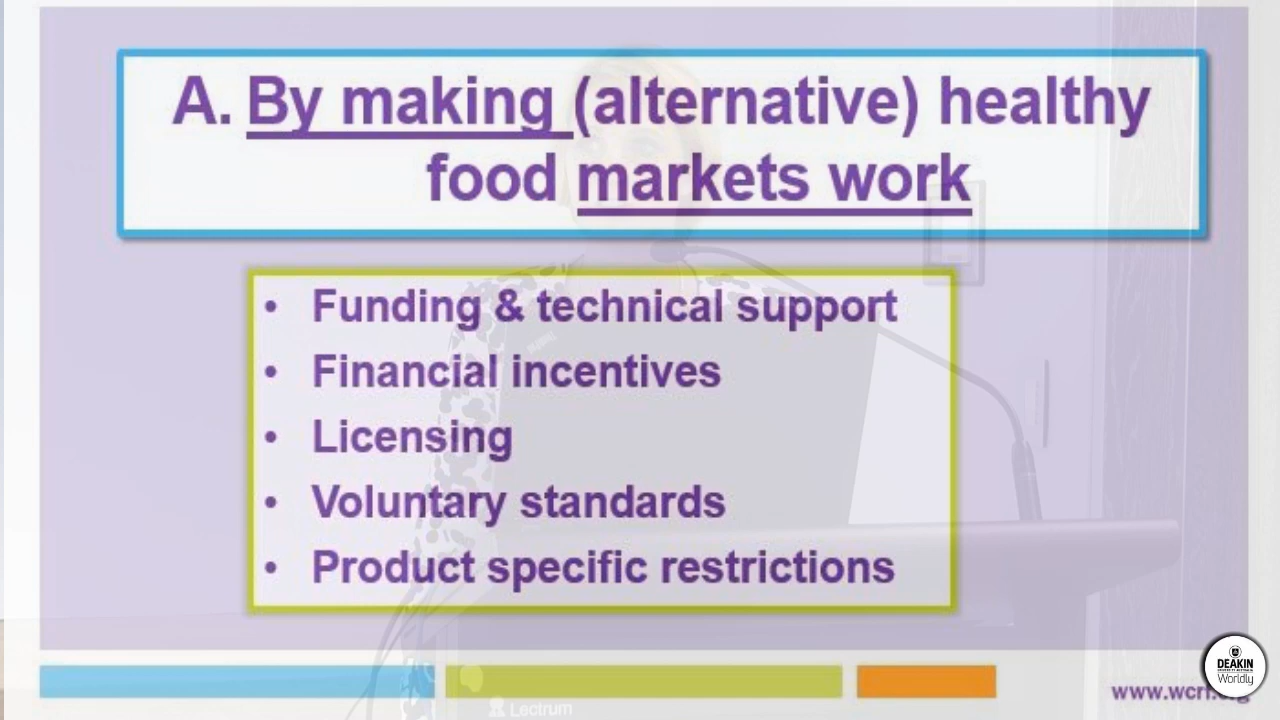 A. By making (alternative) healthy
food markets work
• Funding & technical support
• Financial incentives
• Licensing
• Voluntary standards
• Product specific restrictions
DEAKIN
Worldly
Lectrum